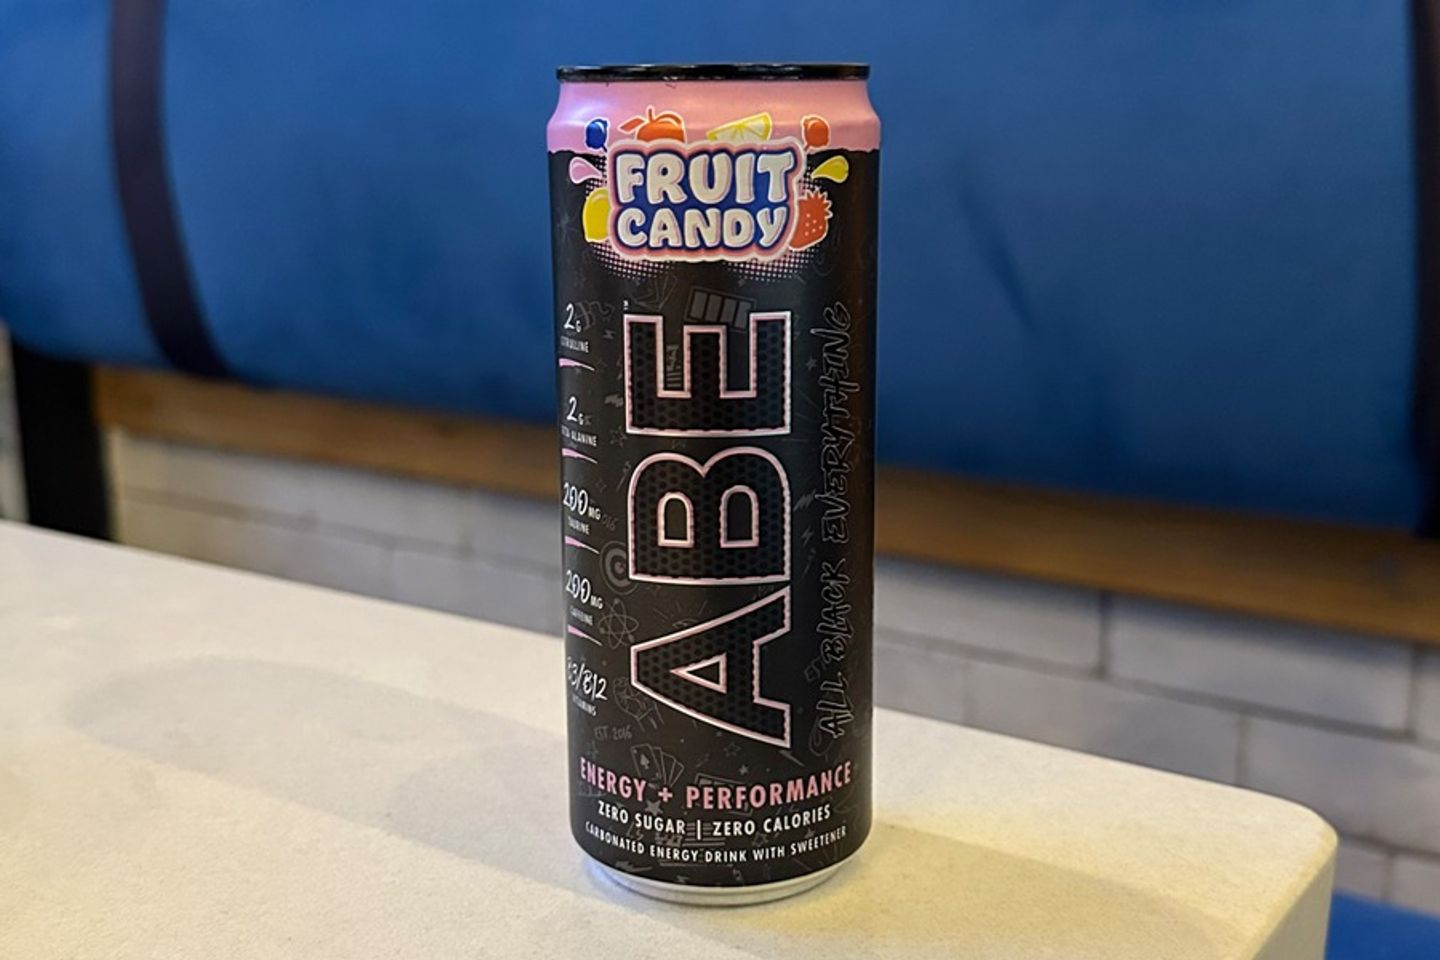 FRUIT
CANDY
2G
CITRULLINE
2G
BETA-ALANINE
200MG
TAURINE
200MG
CAFFEINE
B3/B12
VITAMINS
ABE
ALL BLACK EVERYTHING
EST. 2016
ENERGY + PERFORMANCE
ZERO SUGAR | ZERO CALORIES
CARBONATED ENERGY DRINK WITH SWEETENER